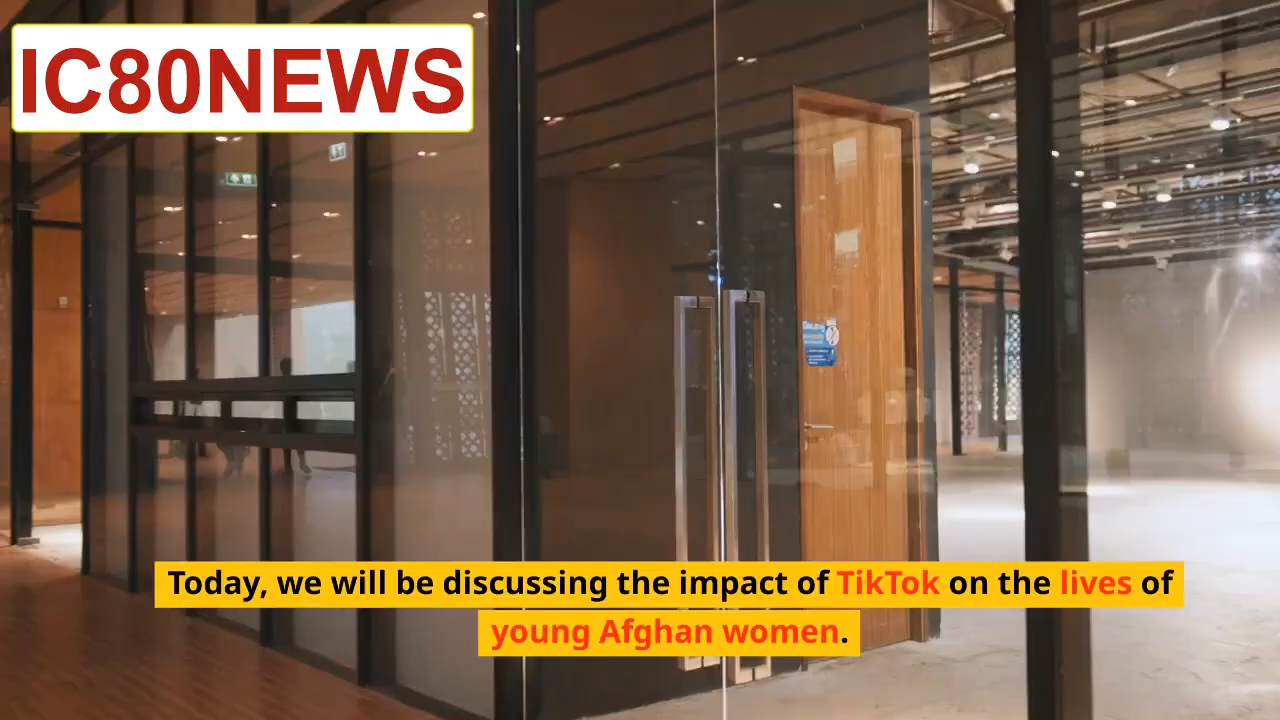 IC80NEWS
Today, we will be discussing the impact of TikTok on the lives of
young Afghan women.